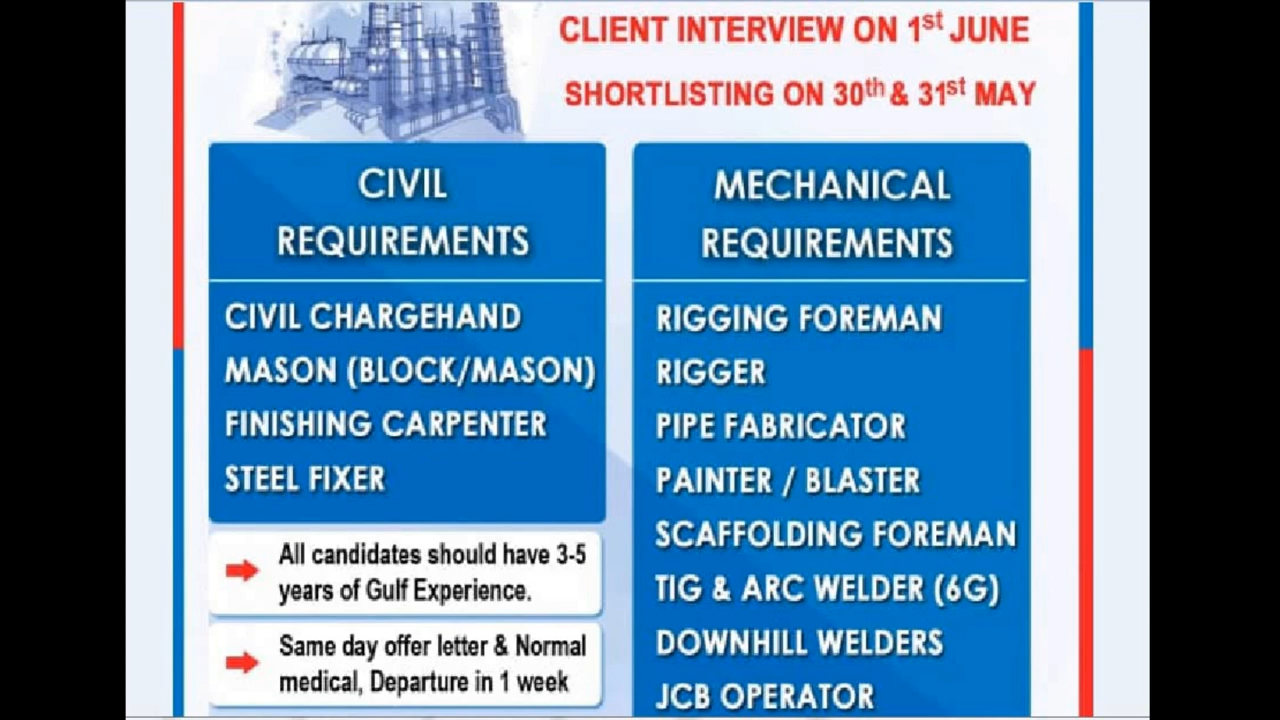 CLIENT INTERVIEW ON 1st JUNE
SHORTLISTING ON 30th & 31st MAY
CIVIL
REQUIREMENTS
CIVIL CHARGEHAND
MASON (BLOCK/MASON)
FINISHING CARPENTER
STEEL FIXER
All candidates should have 3-5
years of Gulf Experience.
Same day offer letter & Normal
medical, Departure in 1 week
MECHANICAL
REQUIREMENTS
RIGGING FOREMAN
RIGGER
PIPE FABRICATOR
PAINTER / BLASTER
SCAFFOLDING FOREMAN
TIG & ARC WELDER (6G)
DOWNHILL WELDERS
JCB OPERATOR